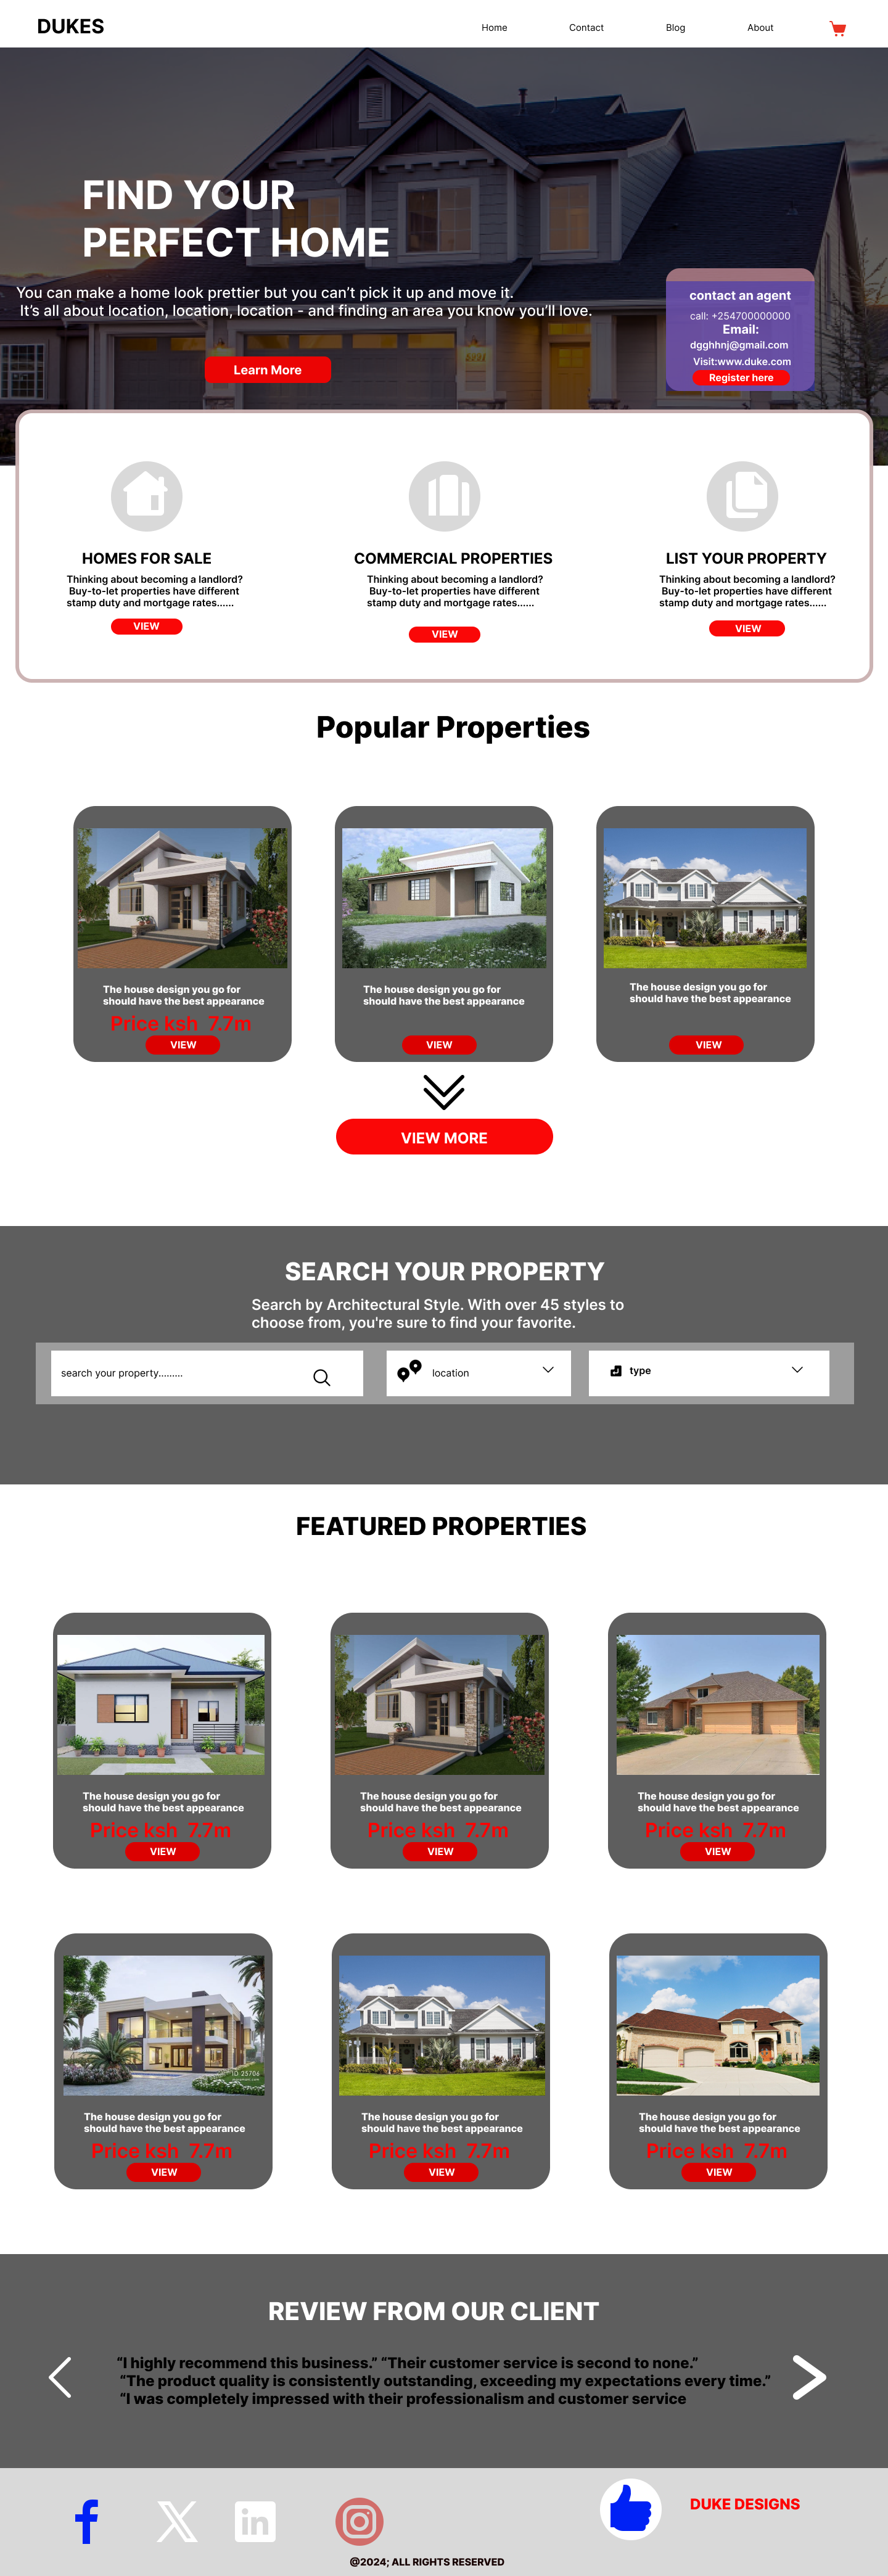 DUKES
Home Contact Blog About
FIND YOUR
PERFECT HOME
You can make a home look prettier but you can’t pick it up and move it.
It’s all about location, location, location - and finding an area you know you’ll love.
Learn More
contact an agent
call: +254700000000
Email:
dgghhnj@gmail.com
Visit:www.duke.com
Register here
HOMES FOR SALE
Thinking about becoming a landlord?
Buy-to-let properties have different
stamp duty and mortgage rates......
VIEW
COMMERCIAL PROPERTIES
Thinking about becoming a landlord?
Buy-to-let properties have different
stamp duty and mortgage rates......
VIEW
LIST YOUR PROPERTY
Thinking about becoming a landlord?
Buy-to-let properties have different
stamp duty and mortgage rates......
VIEW
Popular Properties
The house design you go for
should have the best appearance
Price ksh 7.7m
VIEW
The house design you go for
should have the best appearance
VIEW
The house design you go for
should have the best appearance
VIEW
VIEW MORE
SEARCH YOUR PROPERTY
Search by Architectural Style. With over 45 styles to
choose from, you're sure to find your favorite.
search your property.........
location
type
FEATURED PROPERTIES
The house design you go for
should have the best appearance
Price ksh 7.7m
VIEW
The house design you go for
should have the best appearance
Price ksh 7.7m
VIEW
The house design you go for
should have the best appearance
Price ksh 7.7m
VIEW
ID 25706
The house design you go for
should have the best appearance
Price ksh 7.7m
VIEW
The house design you go for
should have the best appearance
Price ksh 7.7m
VIEW
The house design you go for
should have the best appearance
Price ksh 7.7m
VIEW
REVIEW FROM OUR CLIENT
“I highly recommend this business.” “Their customer service is second to none.”
“The product quality is consistently outstanding, exceeding my expectations every time.”
“I was completely impressed with their professionalism and customer service
in
DUKE DESIGNS
@2024; ALL RIGHTS RESERVED